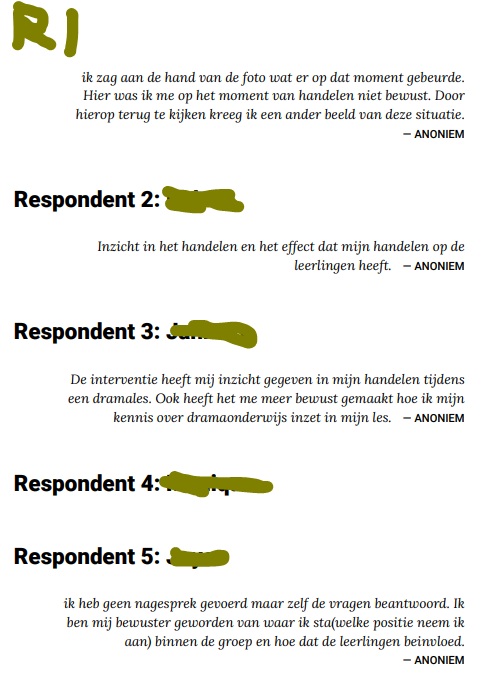 R1
ik zag aan de hand van de foto wat er op dat moment gebeurde.
Hier was ik me op het moment van handelen niet bewust. Door
hierop terug te kijken kreeg ik een ander beeld van deze situatie.
— ANONIEM
Respondent 2:
Inzicht in het handelen en het effect dat mijn handelen op de
leerlingen heeft. — ANONIEM
Respondent 3:
De interventie heeft mij inzicht gegeven in mijn handelen tijdens
een dramales. Ook heeft het me meer bewust gemaakt hoe ik mijn
kennis over dramaonderwijs inzet in mijn les. — ANONIEM
Respondent 4:
Respondent 5:
ik heb geen nagesprek gevoerd maar zelf de vragen beantwoord. Ik
ben mij bewuster geworden van waar ik sta(welke positie neem ik
aan) binnen de groep en hoe dat de leerlingen beinvloed.
— ANONIEM